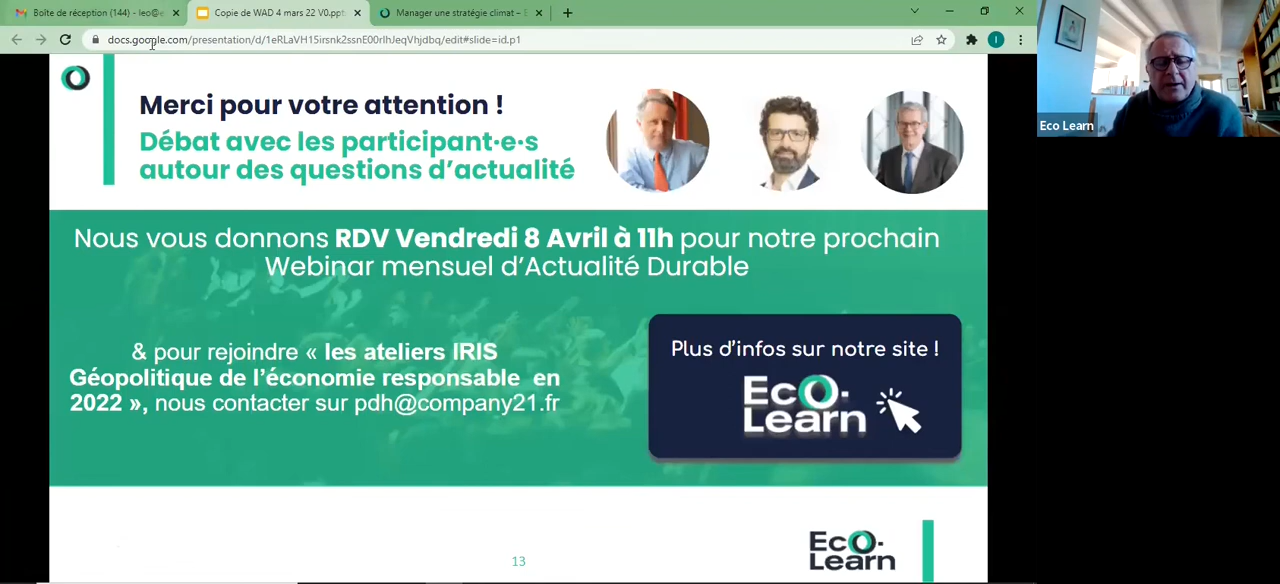 Boîte de réception (144) - leo@e
Copie de WAD 4 mars 22 V0.ppt
Manager une stratégie climat – E
docs.google.com/presentation/d/1eRLaVH15irsnk2ssnE00rIhJeqVhjdbq/edit#slide=id.p1
I
Merci pour votre attention !
Débat avec les participant·e·s
autour des questions d’actualité
Eco Learn
Nous vous donnons RDV Vendredi 8 Avril à 11h pour notre prochain
Webinar mensuel d’Actualité Durable
& pour rejoindre « les ateliers IRIS
Géopolitique de l’économie responsable en
2022 », nous contacter sur pdh@company21.fr
Plus d’infos sur notre site !
ECO-
Learn
13
ECO-
Learn